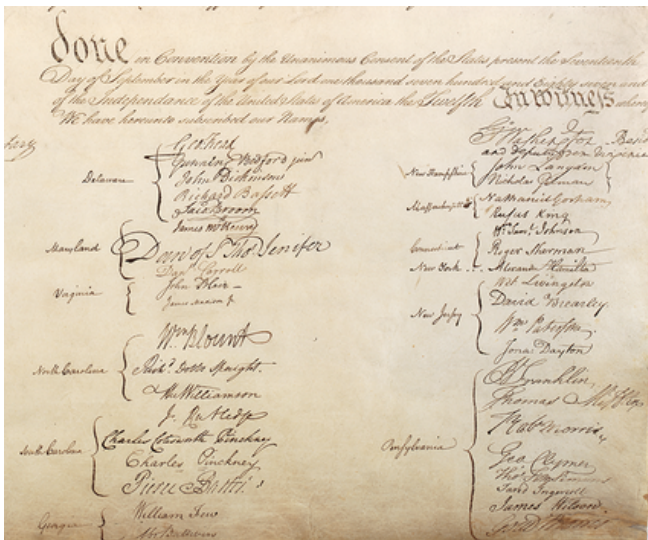 done in Convention by the Unanimous Consent of the States present the Seventeenth
Day of September in the Year of our Lord one thousand seven hundred and Eighty seven and
of the Independance of the United States of America the Twelfth In Witness
We have hereunto subscribed our Names,
Delaware
Geo: Read
Gunning Bedford jun
John Dickinson
Richard Bassett
Jaco: Broom
Maryland
James McHenry
Dan of St Thos. Jenifer
Danl Carroll
Virginia
John Blair —
James Madison Jr
North Carolina
Wm Blount
Richd. Dobbs Spaight.
Hu Williamson
South Carolina
J. Rutledge
Charles Cotesworth Pinckney
Charles Pinckney
Pierce Butler
Georgia
William Few
Abr Baldwin
Go: Washington
and deputy from Virginia
New Hampshire
John Langdon
Nicholas Gilman
Massachusetts
Nathaniel Gorham
Rufus King
Connecticut
Wm. Saml. Johnson
Roger Sherman
New York
Alexander Hamilton
New Jersey
Wil: Livingston
David Brearley.
Wm Paterson.
Jona: Dayton
Pensylvania
B Franklin
Thomas Mifflin
Robt Morris
Geo. Clymer
Thos. FitzSimons
Jared Ingersoll
James Wilson.
Gouv Morris